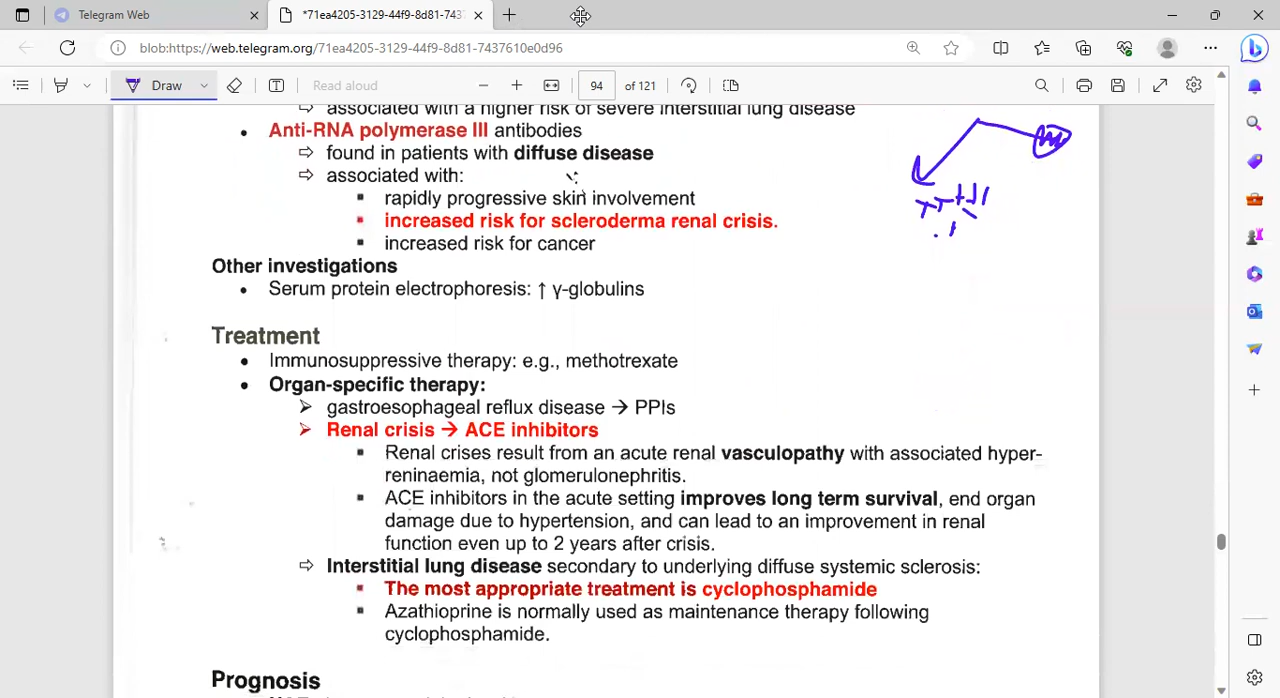 Telegram Web
*71ea4205-3129-44f9-8d81-7437
blob:https://web.telegram.org/71ea4205-3129-44f9-8d81-7437610e0d96
Draw
Read aloud
94 of 121
associated with a higher risk of severe interstitial lung disease
• Anti-RNA polymerase III antibodies
⇨ found in patients with diffuse disease
⇨ associated with:
▪ rapidly progressive skin involvement
▪ increased risk for scleroderma renal crisis.
▪ increased risk for cancer
Other investigations
• Serum protein electrophoresis: ↑ γ-globulins
Treatment
• Immunosuppressive therapy: e.g., methotrexate
• Organ-specific therapy:
➢ gastroesophageal reflux disease → PPIs
➢ Renal crisis → ACE inhibitors
▪ Renal crises result from an acute renal vasculopathy with associated hyper-
reninaemia, not glomerulonephritis.
▪ ACE inhibitors in the acute setting improves long term survival, end organ
damage due to hypertension, and can lead to an improvement in renal
function even up to 2 years after crisis.
⇨ Interstitial lung disease secondary to underlying diffuse systemic sclerosis:
▪ The most appropriate treatment is cyclophosphamide
▪ Azathioprine is normally used as maintenance therapy following
cyclophosphamide.
Prognosis